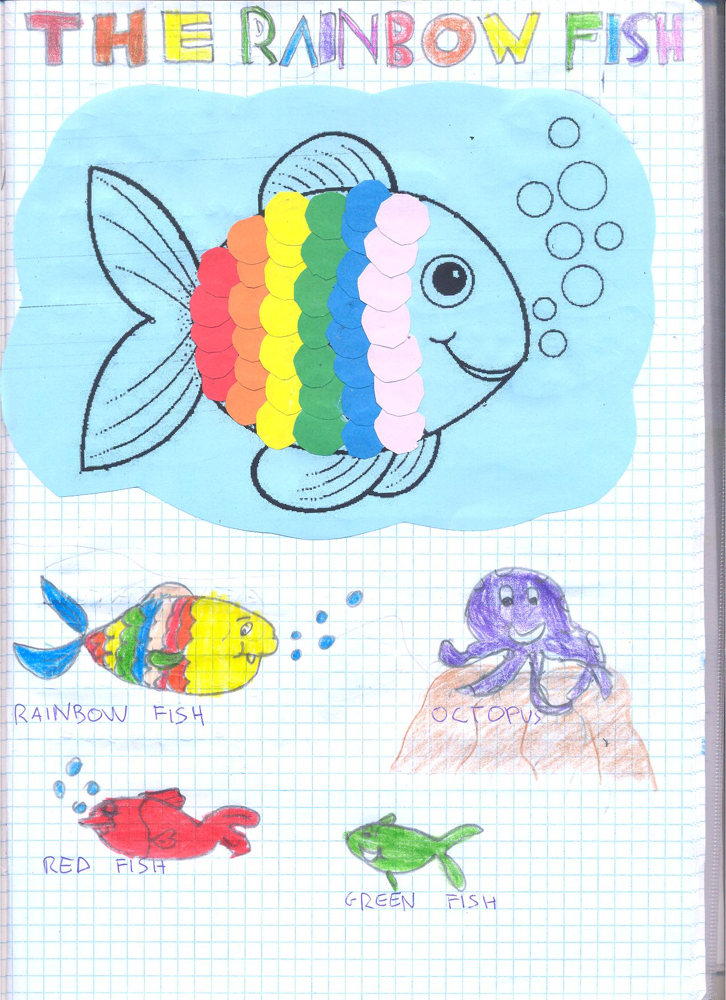 THE RAINBOW FISH
RAINBOW FISH
OCTOPUS
RED FISH
GREEN FISH